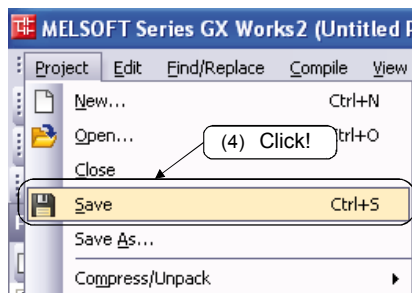 MELSOFT Series GX Works2 (Untitled
Project Edit Find/Replace Compile View
New... Ctrl+N
Open... Ctrl+O
(4) Click!
Close
Save Ctrl+S
Save As...
Compress/Unpack